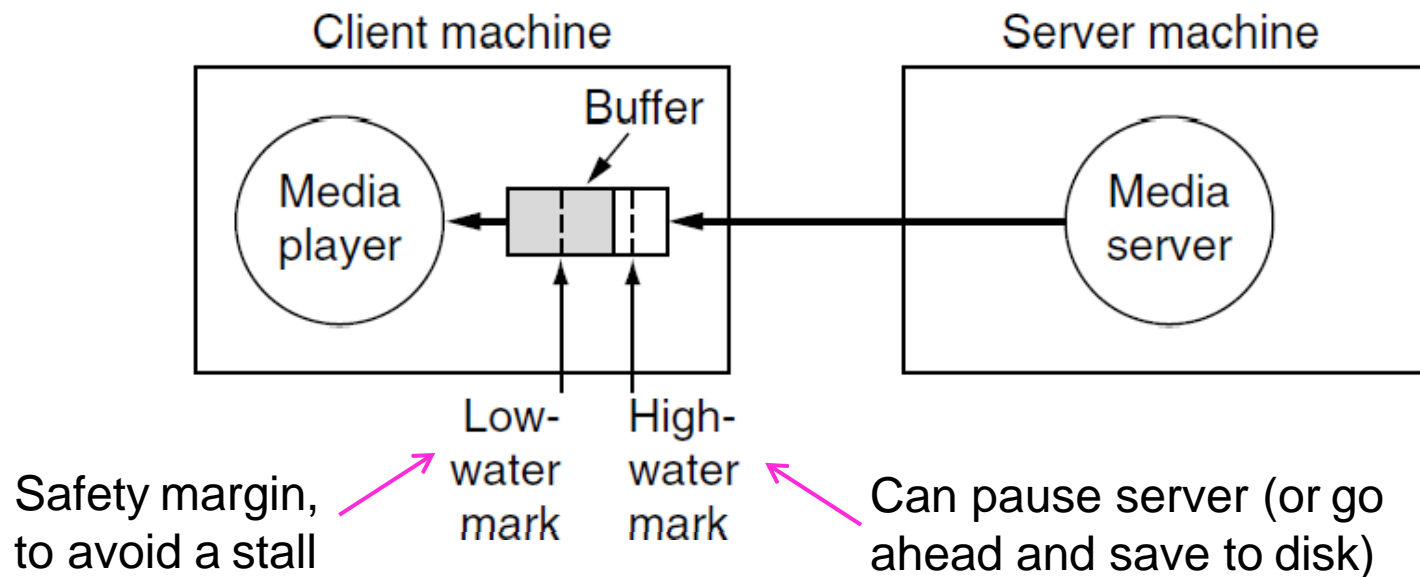 Client machine
Server machine
Buffer
Media
player
Media
server
Low-
water
mark
High-
water
mark
Safety margin,
to avoid a stall
Can pause server (or go
ahead and save to disk)